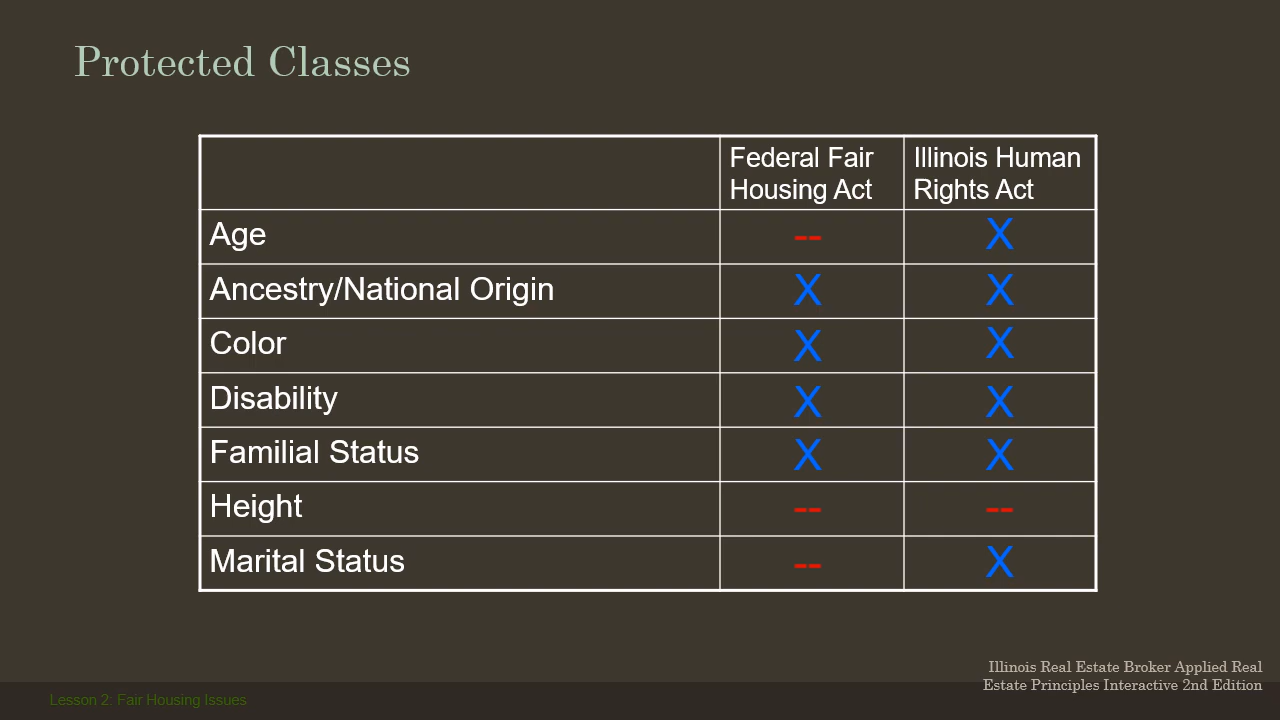 Protected Classes
Federal Fair Housing Act
Illinois Human Rights Act
Age -- X
Ancestry/National Origin X X
Color X X
Disability X X
Familial Status X X
Height -- --
Marital Status -- X
Illinois Real Estate Broker Applied Real
Estate Principles Interactive 2nd Edition
Lesson 2: Fair Housing Issues